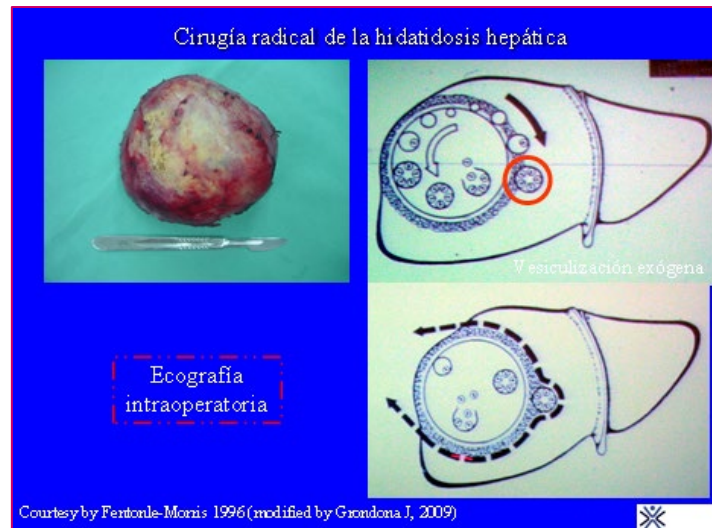 Cirugía radical de la hidatidosis hepática
Vesiculización exógena
Ecografía
intraoperatoria
Courtesy by Fentonle-Morris 1996 (modified by Grondona J, 2009)